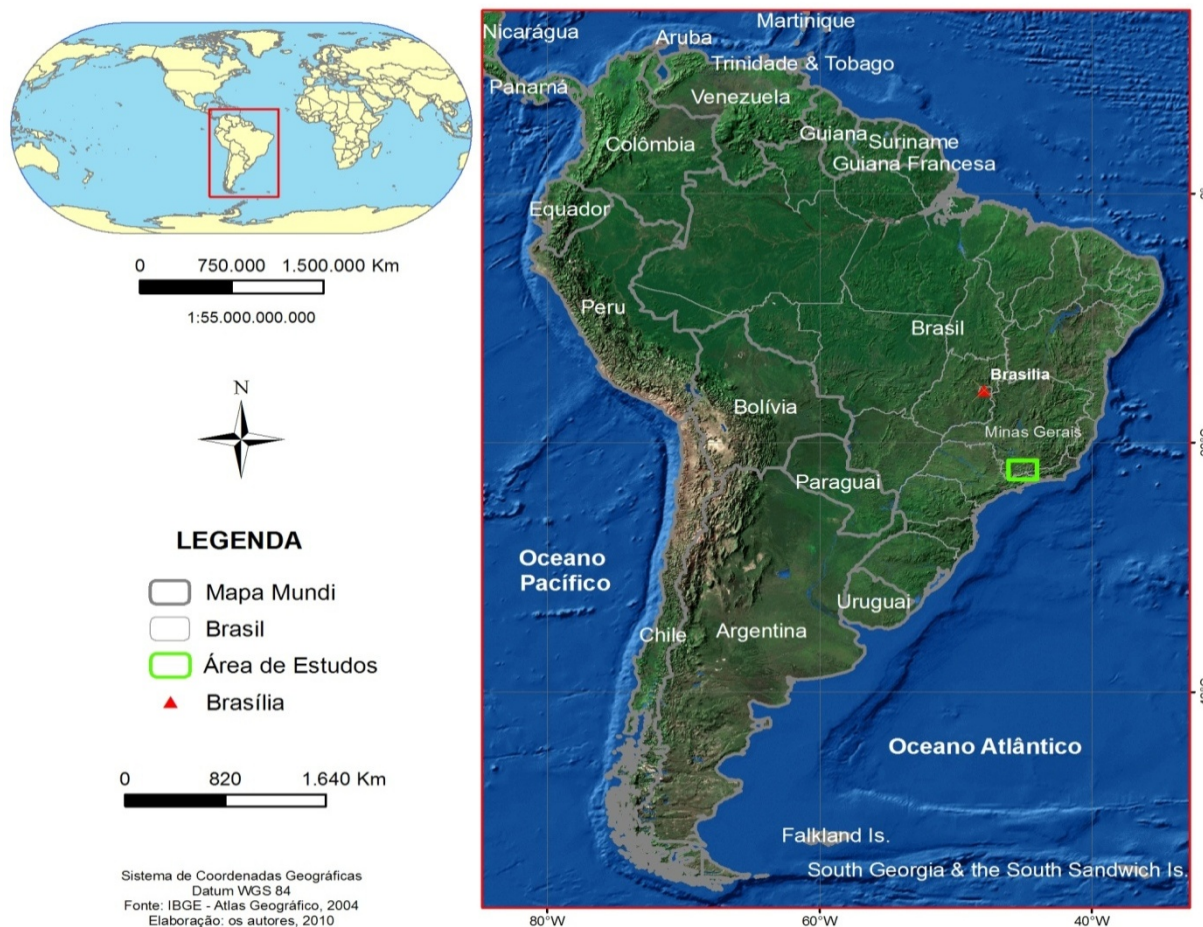 0 750.000 1.500.000 Km
1:55.000.000.000
N
LEGENDA
Mapa Mundi
Brasil
Área de Estudos
Brasília
0 820 1.640 Km
Sistema de Coordenadas Geográficas
Datum WGS 84
Fonte: IBGE - Atlas Geográfico, 2004
Elaboração: os autores, 2010
Martinique
Nicarágua
Aruba
Trinidade & Tobago
Panamá
Venezuela
Guiana
Suriname
Colômbia
Guiana Francesa
Equador
Peru
Brasil
Brasília
Bolívia
Minas Gerais
Paraguai
Oceano
Pacífico
Uruguai
Chile
Argentina
Oceano Atlântico
Falkland Is.
South Georgia & the South Sandwich Is.
80°W 60°W 40°W